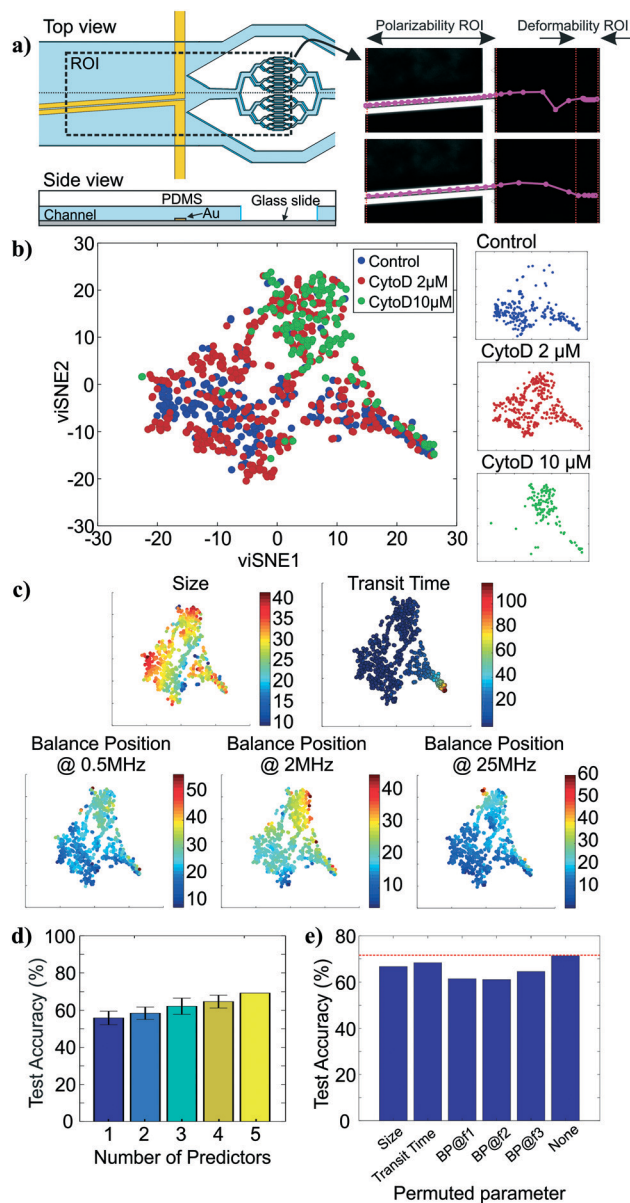 a)
Top view
ROI
Polarizability ROI
Deformability ROI
Side view
PDMS
Glass slide
Channel
Au
b)
Control
CytoD 2μM
CytoD10μM
viSNE2
30
20
10
0
-10
-20
-30
-30
-20
-10
0
10
20
30
viSNE1
Control
CytoD 2 μM
CytoD 10 μM
c)
Size
40
35
30
25
20
15
10
Transit Time
100
80
60
40
20
Balance Position
@ 0.5MHz
50
40
30
20
10
Balance Position
@ 2MHz
40
30
20
10
Balance Position
@ 25MHz
60
50
40
30
20
10
d)
Test Accuracy (%)
100
80
60
40
20
0
1 2 3 4 5
Number of Predictors
e)
Test Accuracy (%)
80
60
40
20
0
Size
Transit Time
BP@f1
BP@f2
BP@f3
None
Permuted parameter